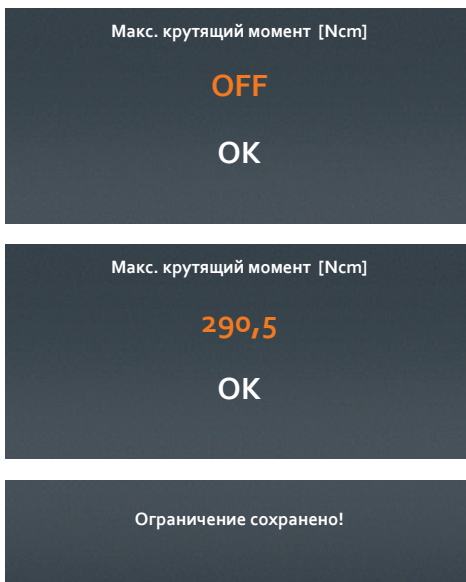 Макс. крутящий момент [Ncm]
OFF
OK
Макс. крутящий момент [Ncm]
290,5
OK
Ограничение сохранено!